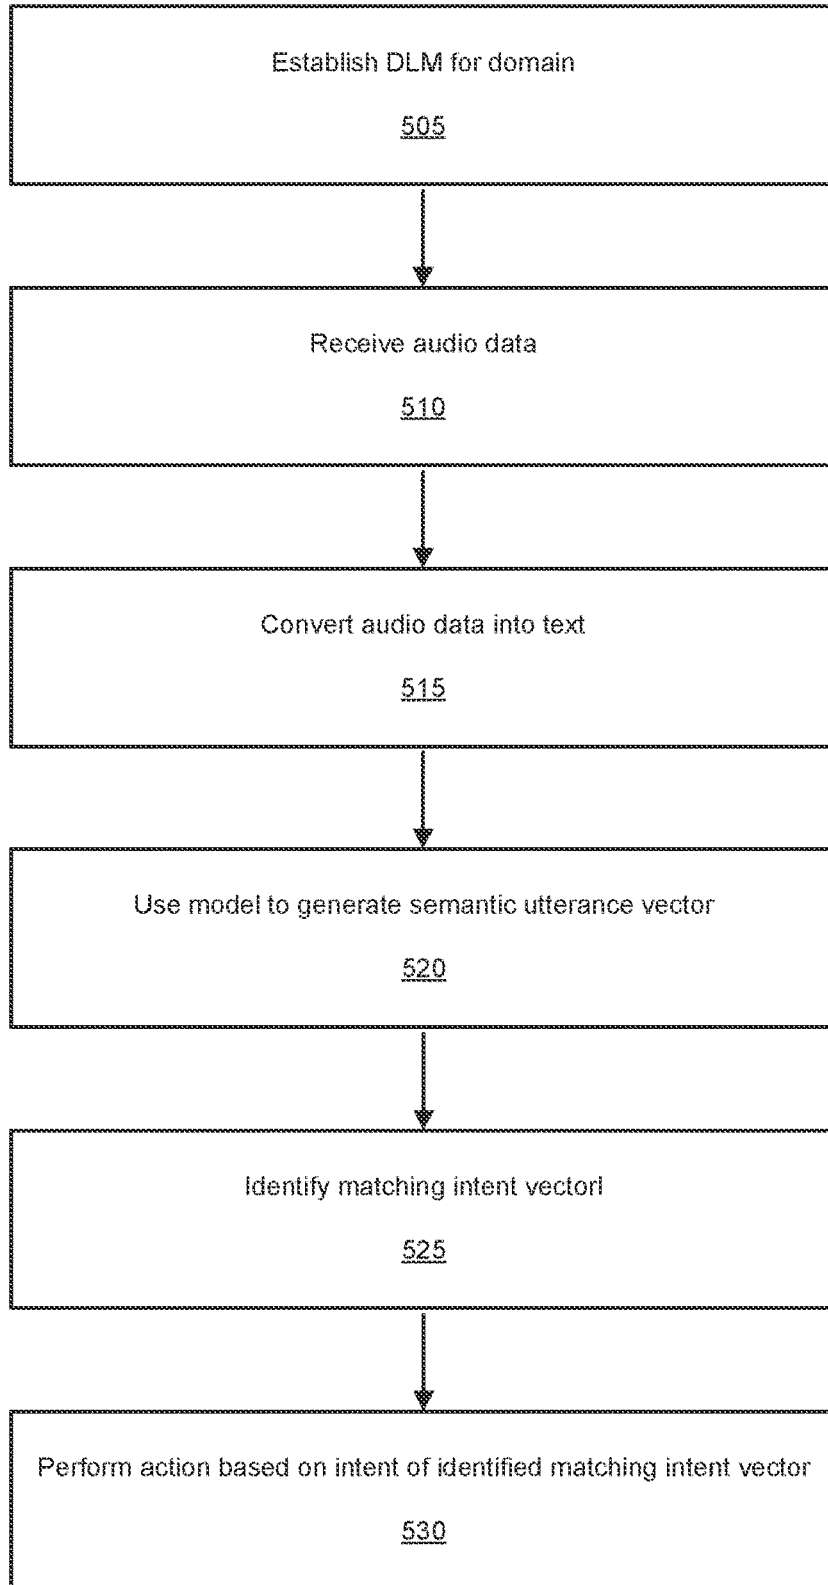 Establish DLM for domain
505
Receive audio data
510
Convert audio data into text
515
Use model to generate semantic utterance vector
520
Identify matching intent vectorl
525
Perform action based on intent of identified matching intent vector
530